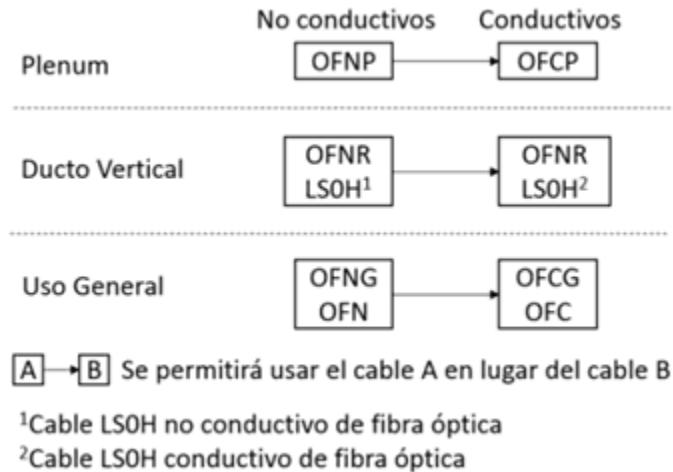 No conductivos Conductivos
Plenum OFNP OFCP
Ducto Vertical
OFNR OFNR
LS0H¹ LS0H²
Uso General
OFNG OFCG
OFN OFC
A B Se permitirá usar el cable A en lugar del cable B
¹Cable LS0H no conductivo de fibra óptica
²Cable LS0H conductivo de fibra óptica